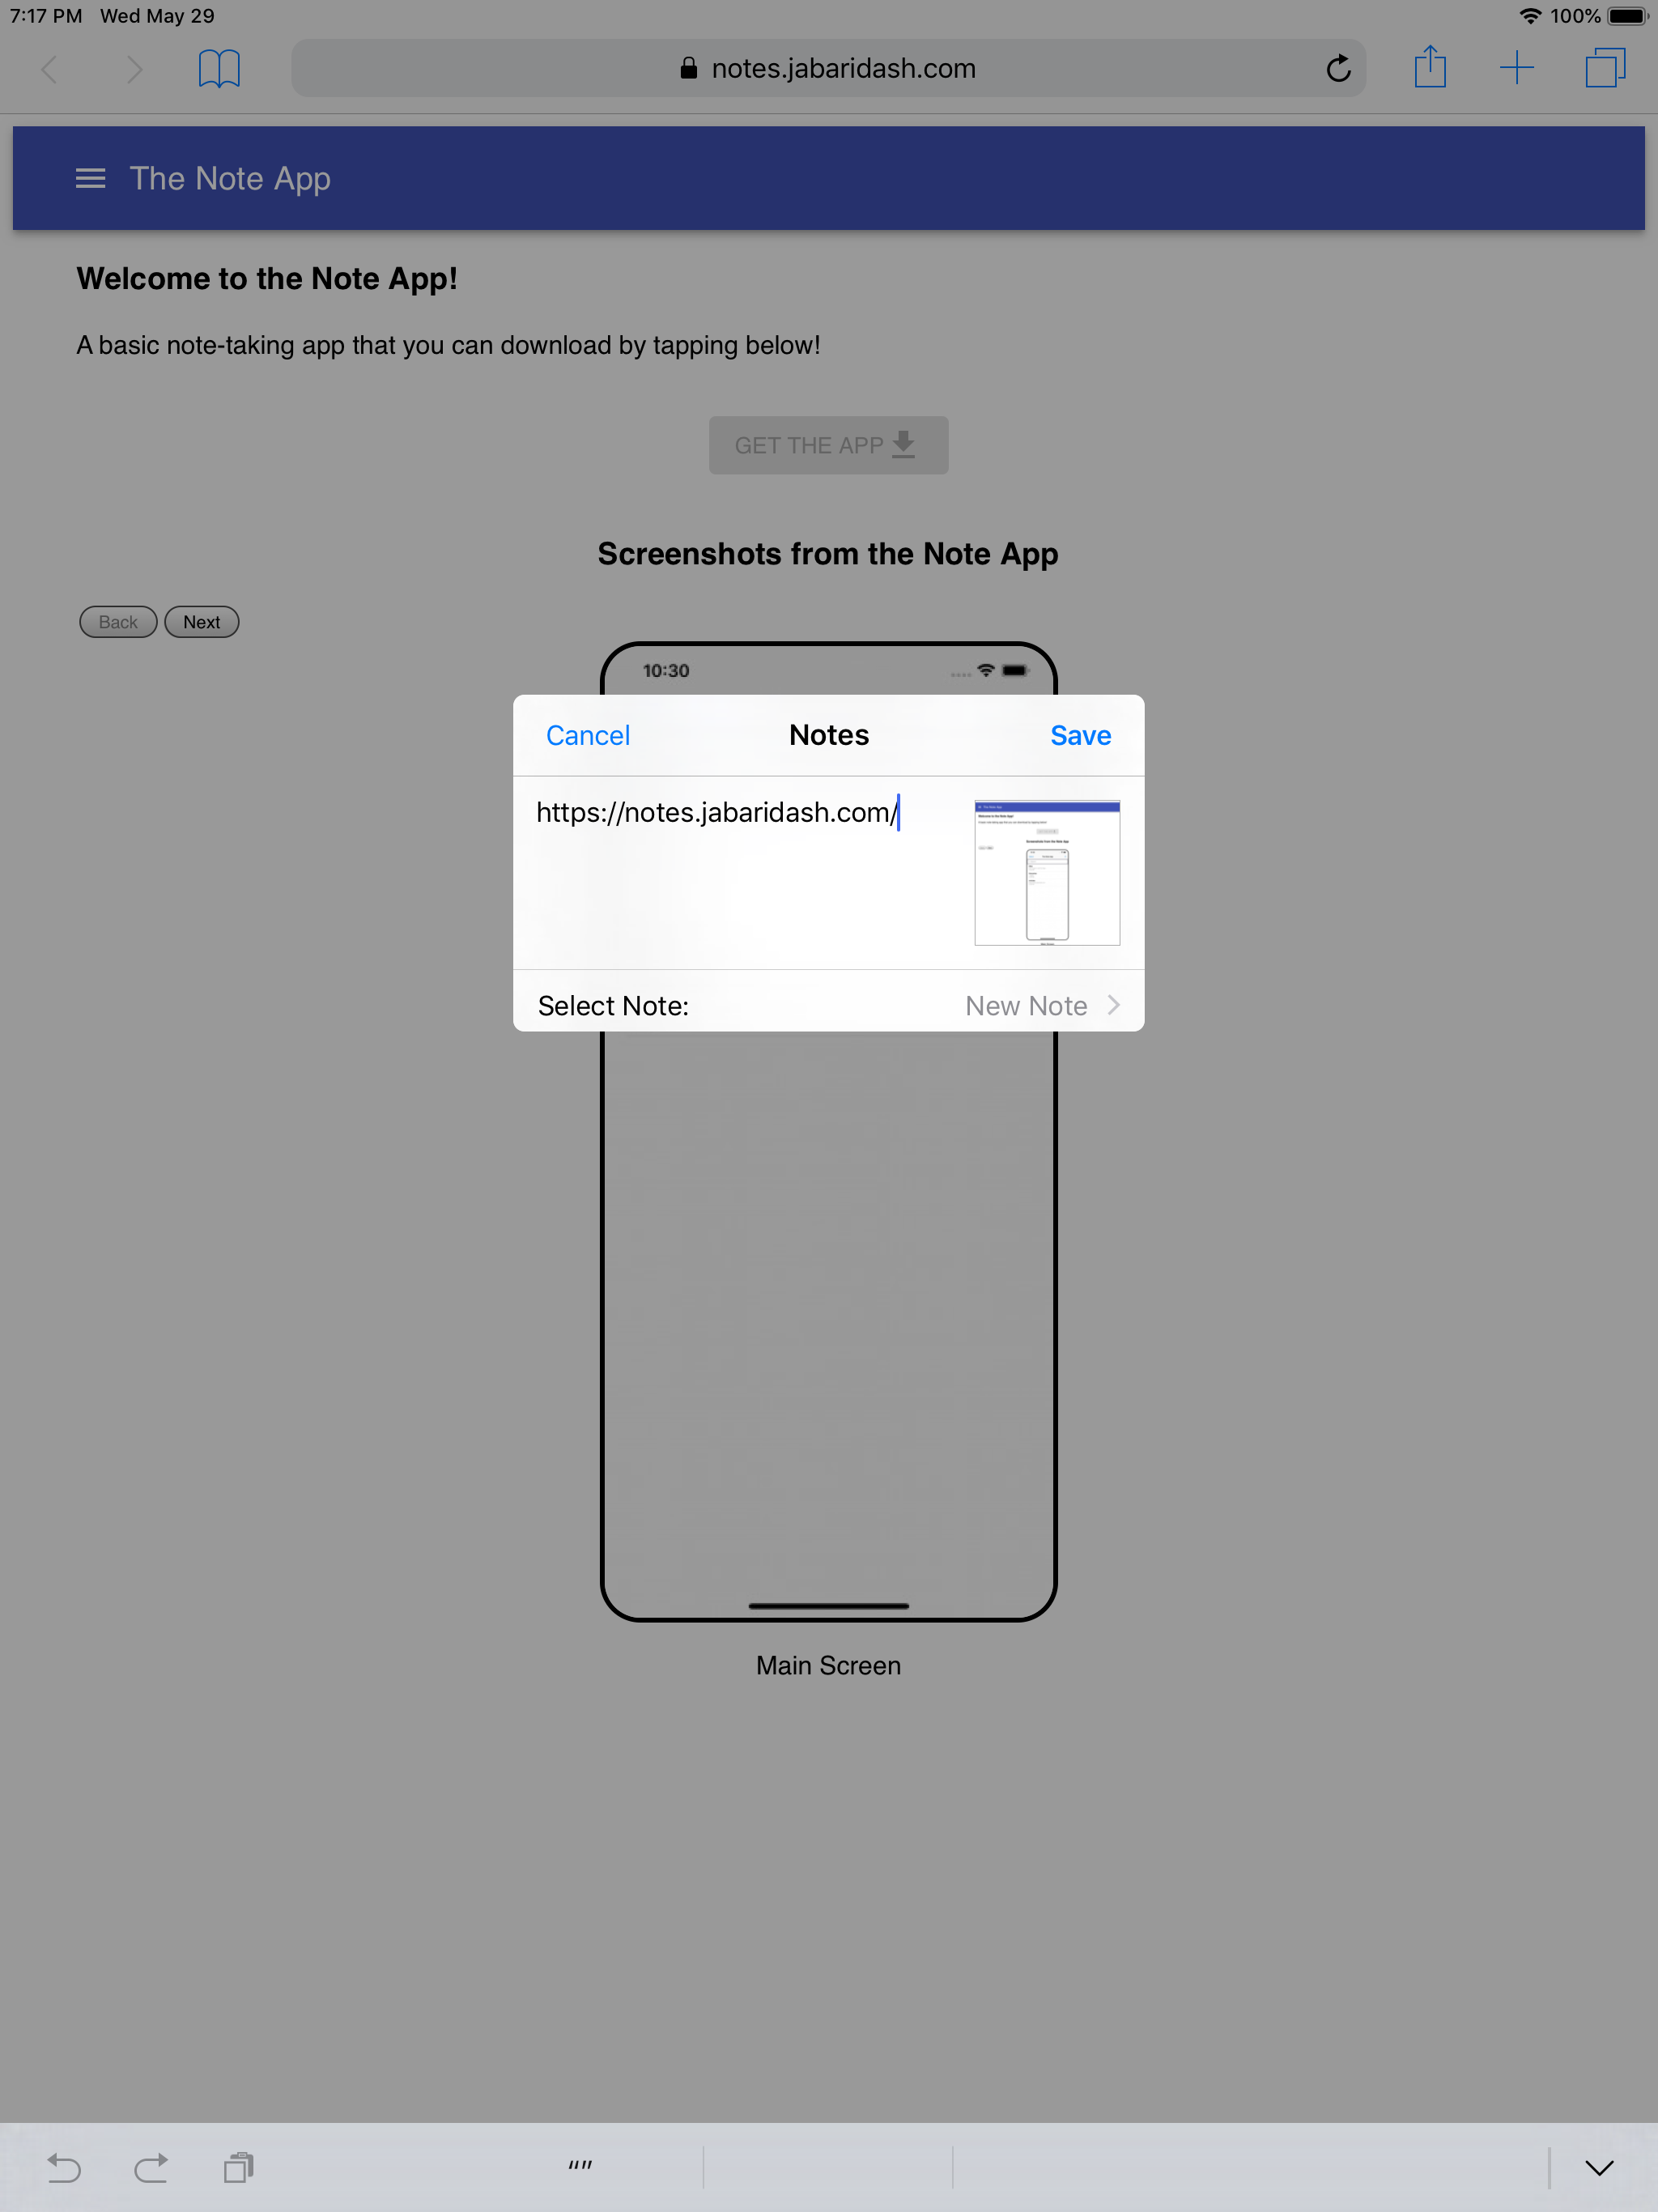 7:17 PM Wed May 29 100%
notes.jabaridash.com
The Note App
Welcome to the Note App!
A basic note-taking app that you can download by tapping below!
GET THE APP
Screenshots from the Note App
Back Next
10:30
Cancel Notes Save
https://notes.jabaridash.com/
Select Note: New Note
Main Screen
“”